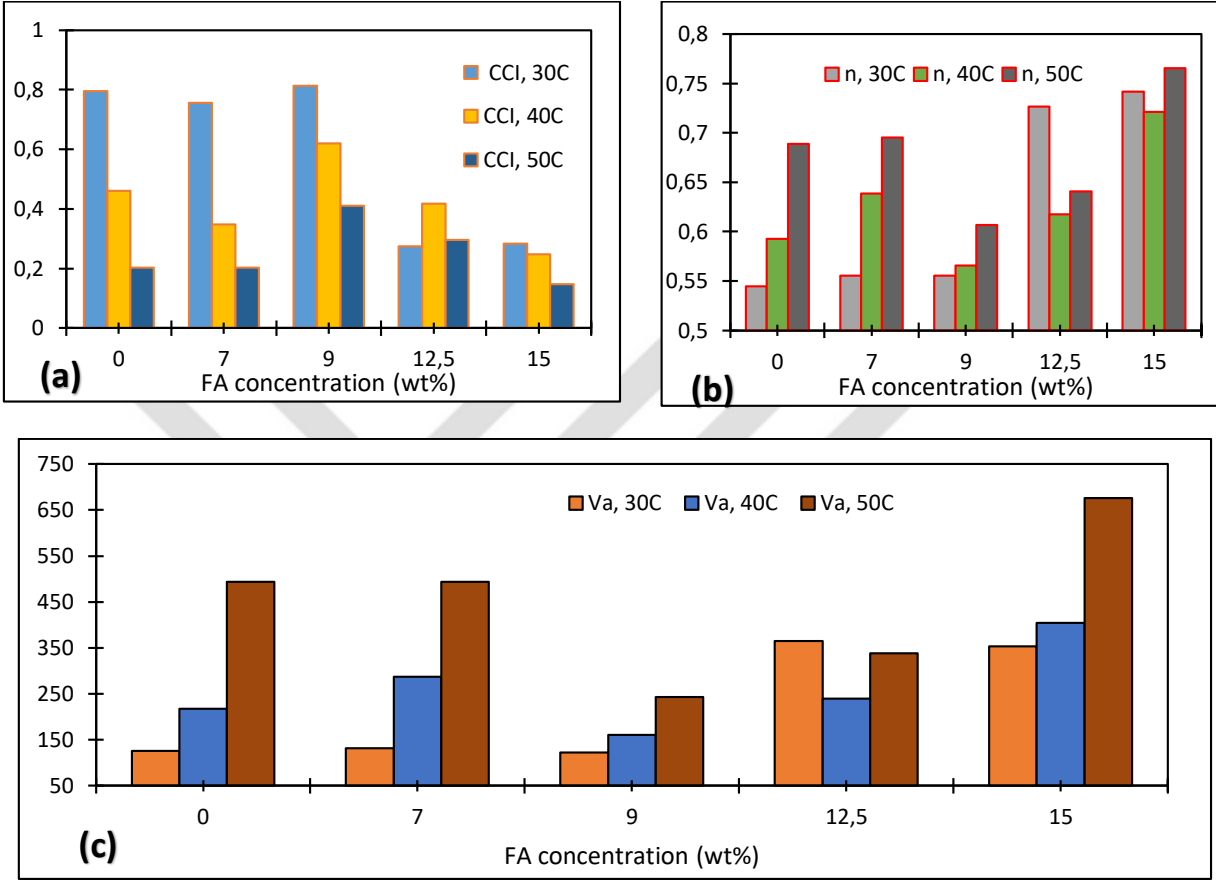 1
0,8
0,6
0,4
0,2
0
CCI, 30C
CCI, 40C
CCI, 50C
0 7 9 12,5 15
(a)
FA concentration (wt%)
0,8
0,75
0,7
0,65
0,6
0,55
0,5
n, 30C n, 40C n, 50C
0 7 9 12,5 15
(b)
FA concentration (wt%)
750
650
550
450
350
250
150
50
Va, 30C Va, 40C Va, 50C
0 7 9 12,5 15
(c)
FA concentration (wt%)